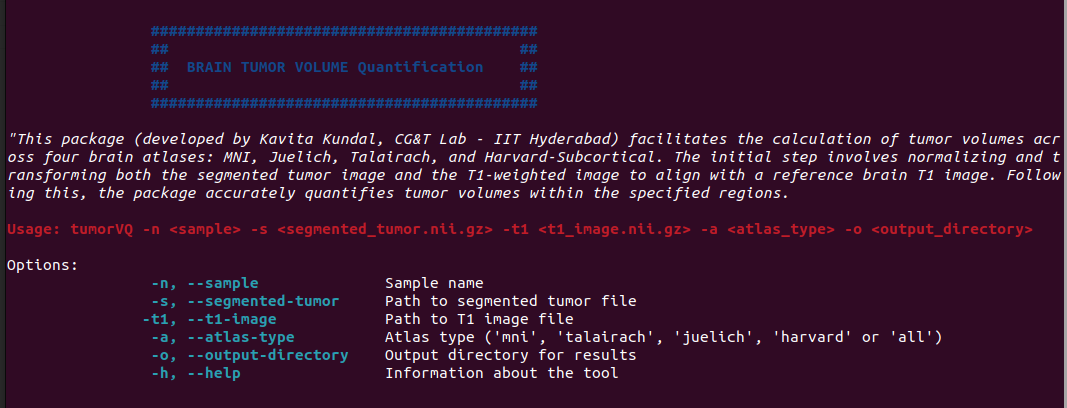 ###########################################
##                                       ##
##  BRAIN TUMOR VOLUME Quantification    ##
##                                       ##
###########################################
"This package (developed by Kavita Kundal, CG&T Lab - IIT Hyderabad) facilitates the calculation of tumor volumes acr
oss four brain atlases: MNI, Juelich, Talairach, and Harvard-Subcortical. The initial step involves normalizing and t
ransforming both the segmented tumor image and the T1-weighted image to align with a reference brain T1 image. Follow
ing this, the package accurately quantifies tumor volumes within the specified regions.
Usage: tumorVQ -n <sample> -s <segmented_tumor.nii.gz> -t1 <t1_image.nii.gz> -a <atlas_type> -o <output_directory>
Options:
-n, --sample Sample name
-s, --segmented-tumor Path to segmented tumor file
-t1, --t1-image Path to T1 image file
-a, --atlas-type Atlas type ('mni', 'talairach', 'juelich', 'harvard' or 'all')
-o, --output-directory Output directory for results
-h, --help Information about the tool